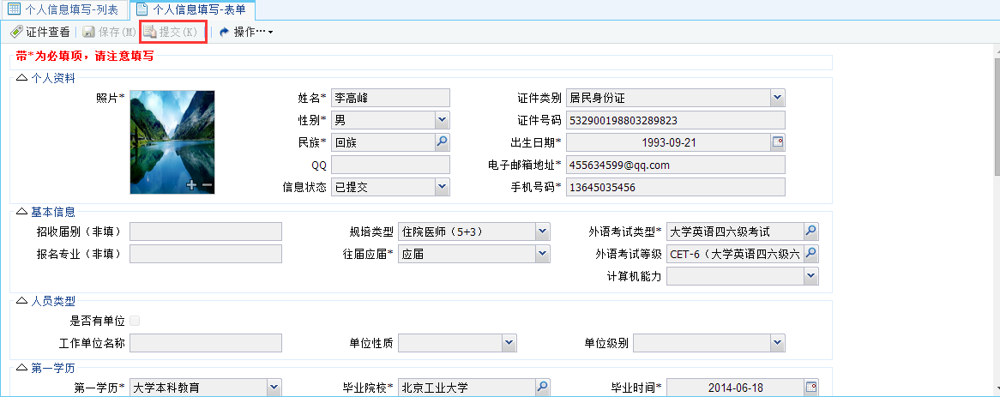 个人信息填写-列表 个人信息填写-表单
证件查看 保存(M) 提交(K) 操作…
带*为必填项，请注意填写
个人资料
照片* 姓名* 李高峰 证件类别 居民身份证
性别* 男 证件号码 532900198803289823
民族* 回族 出生日期* 1993-09-21
QQ 电子邮箱地址* 455634599@qq.com
信息状态 已提交 手机号码* 13645035456
基本信息
招收届别（非填） 规培类型 住院医师（5+3） 外语考试类型* 大学英语四六级考试
报名专业（非填） 往届应届* 应届 外语考试等级 CET-6（大学英语四六级六
计算机能力
人员类型
是否有单位
工作单位名称 单位性质 单位级别
第一学历
第一学历* 大学本科教育 毕业院校* 北京工业大学 毕业时间* 2014-06-18